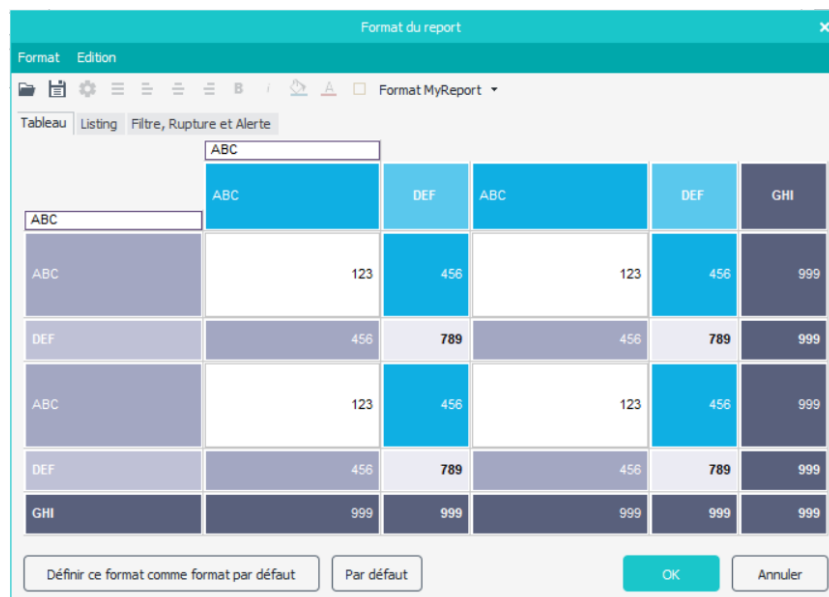 Format du report ×
Format Edition
B i A Format MyReport
Tableau Listing Filtre, Rupture et Alerte
ABC
ABC DEF ABC DEF GHI
ABC
ABC 123 456 123 456 999
DEF 456 789 456 789 999
ABC 123 456 123 456 999
DEF 456 789 456 789 999
GHI 999 999 999 999 999
Définir ce format comme format par défaut Par défaut OK Annuler